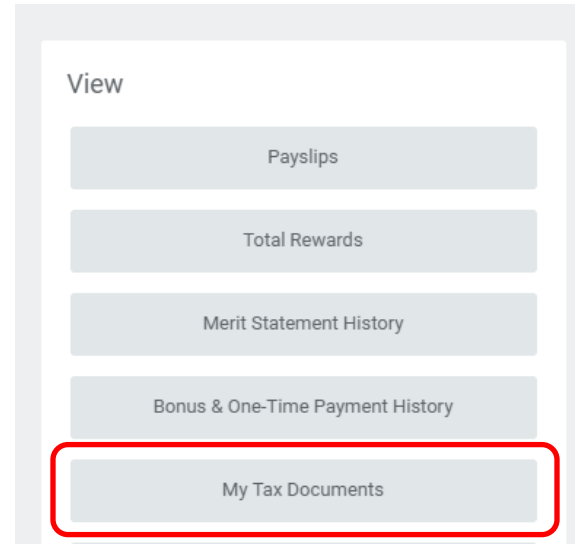 View
Payslips
Total Rewards
Merit Statement History
Bonus & One-Time Payment History
My Tax Documents